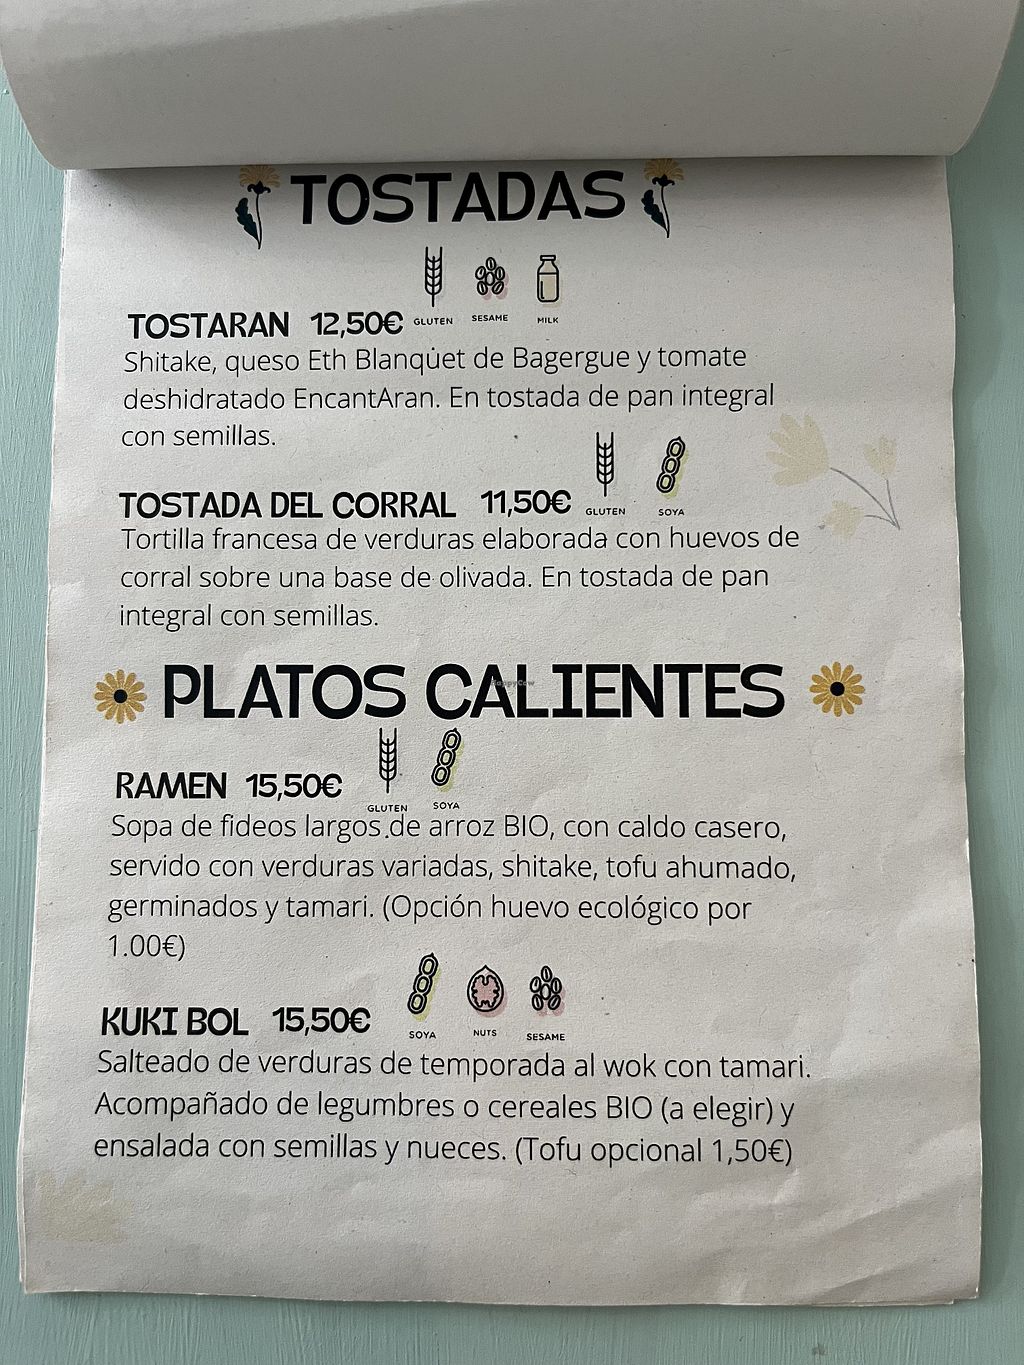 TOSTADAS
GLUTEN SESAME MILK
TOSTARAN 12,50€
Shitake, queso Eth Blanquet de Bagergue y tomate
deshidratado EncantAran. En tostada de pan integral
con semillas.
GLUTEN SOYA
TOSTADA DEL CORRAL 11,50€
Tortilla francesa de verduras elaborada con huevos de
corral sobre una base de olivada. En tostada de pan
integral con semillas.
PLATOS CALIENTES
HappyCow
RAMEN 15,50€
GLUTEN SOYA
Sopa de fideos largos de arroz BIO, con caldo casero,
servido con verduras variadas, shitake, tofu ahumado,
germinados y tamari. (Opción huevo ecológico por
1.00€)
KUKI BOL 15,50€
SOYA NUTS SESAME
Salteado de verduras de temporada al wok con tamari.
Acompañado de legumbres o cereales BIO (a elegir) y
ensalada con semillas y nueces. (Tofu opcional 1,50€)